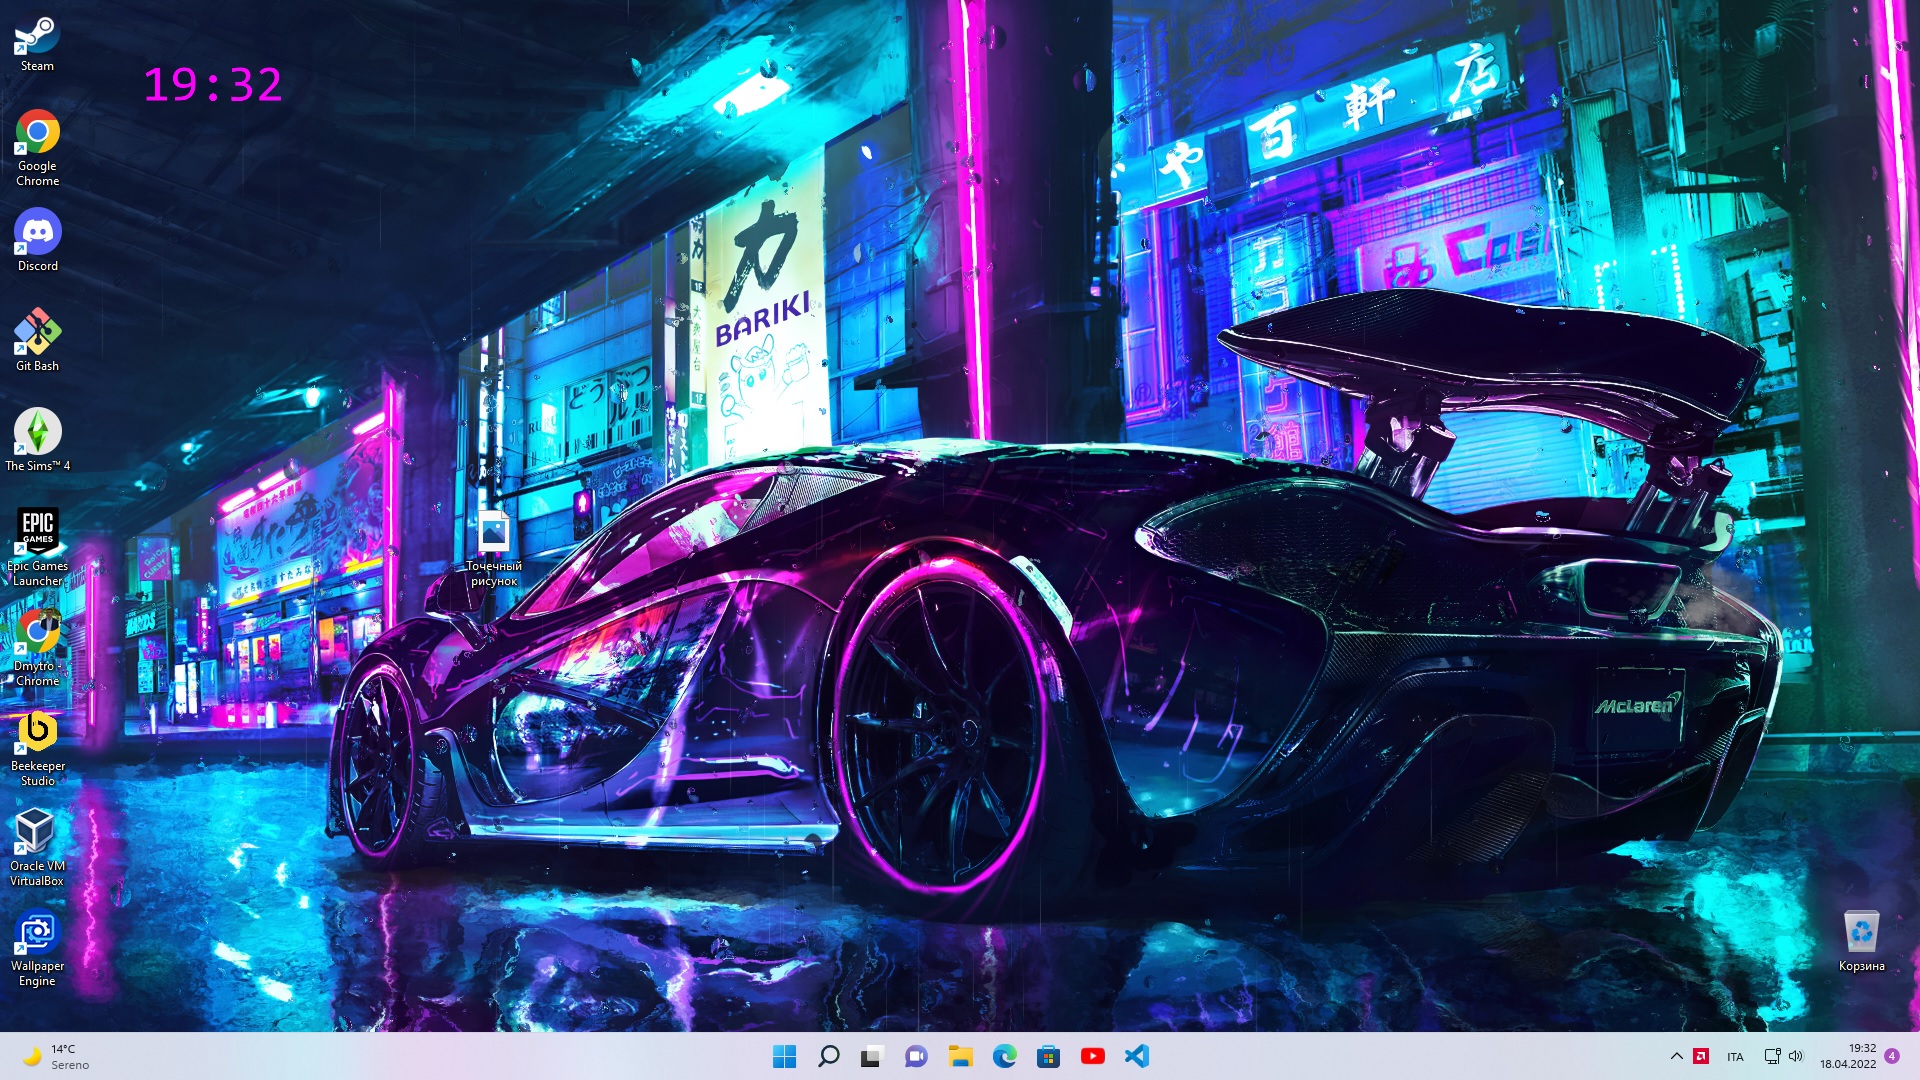 Steam
19:32
Google
Chrome
Discord
Git Bash
The Sims™ 4
EPIC
GAMES
Epic Games
Launcher
Dmytro -
Chrome
Beekeeper
Studio
Oracle VM
VirtualBox
Wallpaper
Engine
Точечный
рисунок
力
BARIKI
や百軒店
McLaren
Корзина
14°C
Sereno
ITA
19:32
18.04.2022
4